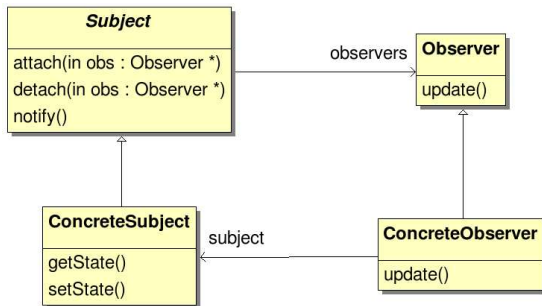 Subject
attach(in obs : Observer *)
detach(in obs : Observer *)
notify()
observers
Observer
update()
ConcreteSubject
getState()
setState()
subject
ConcreteObserver
update()